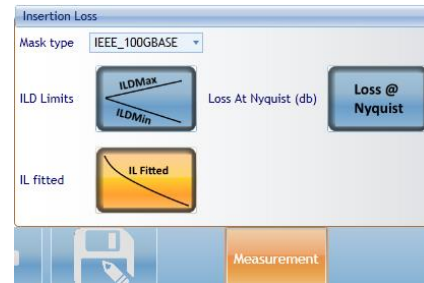 Insertion Loss
Mask type IEEE_100GBASE
ILDMax
ILD Limits Loss At Nyquist (db) Loss @
Nyquist
ILDMin
IL Fitted
IL fitted
Measurement